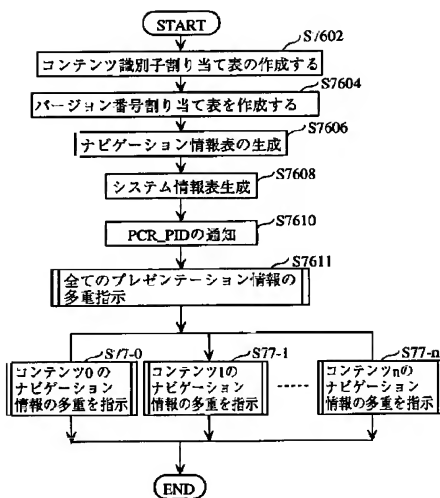 START
S7602
コンテンツ識別子割り当て表の作成する
S7604
バージョン番号割り当て表を作成する
S7606
ナビゲーション情報表の生成
S7608
システム情報表生成
S7610
PCR_PIDの通知
S7611
全てのプレゼンテーション情報の
多重指示
S77-0
コンテンツ0の
ナビゲーション
情報の多重を指示
S77-1
コンテンツ1の
ナビゲーション
情報の多重を指示
S77-n
コンテンツnの
ナビゲーション
情報の多重を指示
END